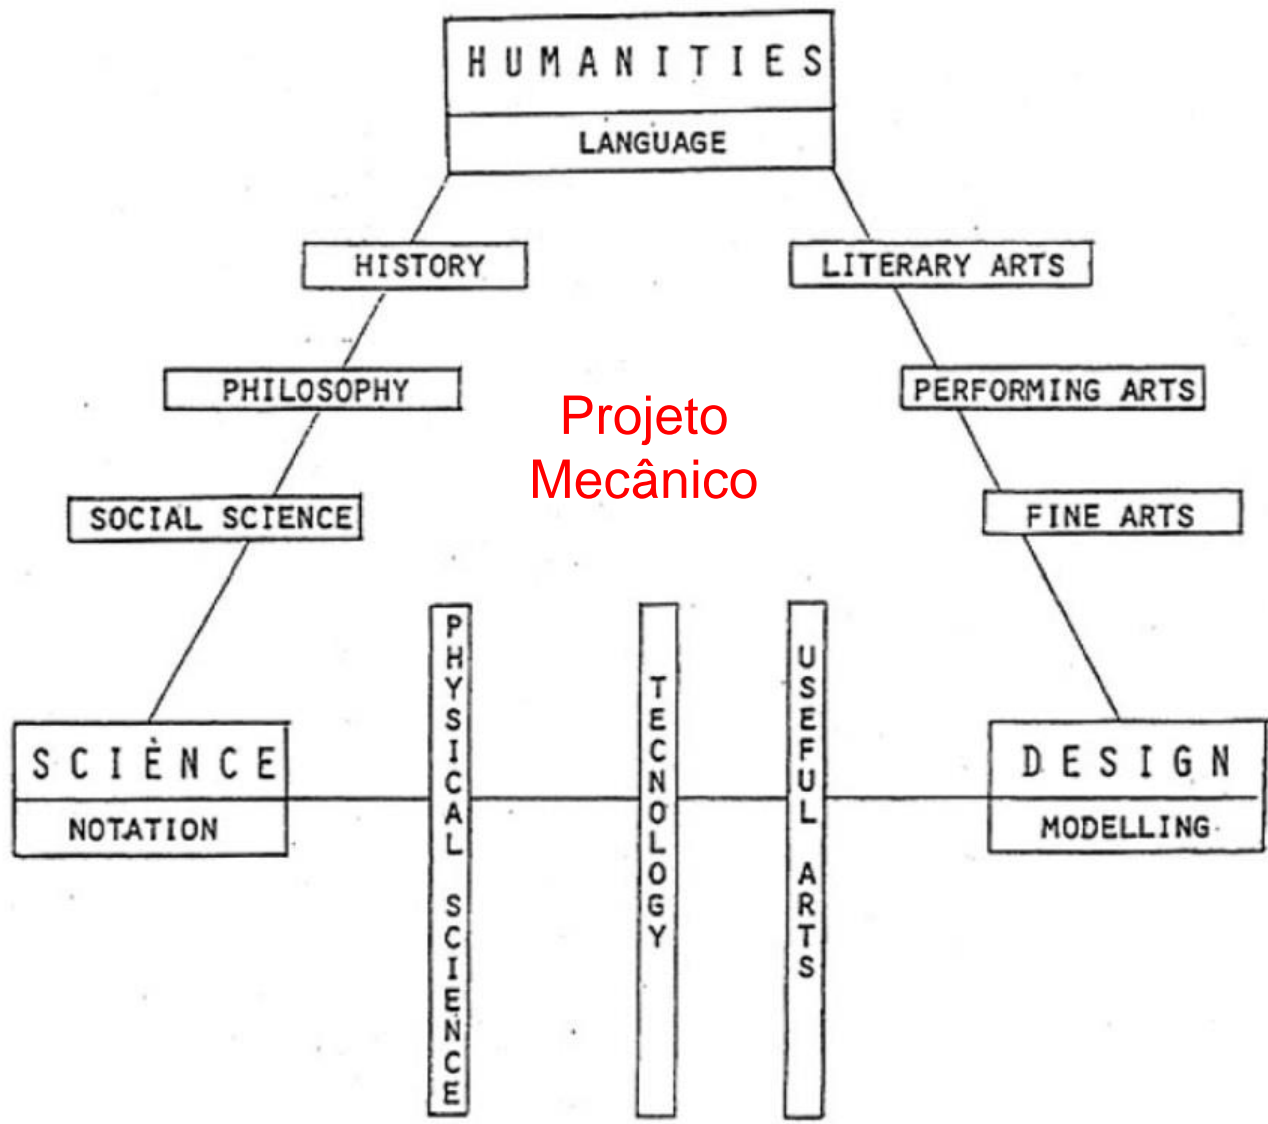 HUMANITIES
LANGUAGE
HISTORY
LITERARY ARTS
PHILOSOPHY
PERFORMING ARTS
Projeto
Mecânico
SOCIAL SCIENCE
FINE ARTS
PHYSICAL SCIENCE
TECNOLOGY
USEFUL ARTS
SCIENCE
NOTATION
DESIGN
MODELLING